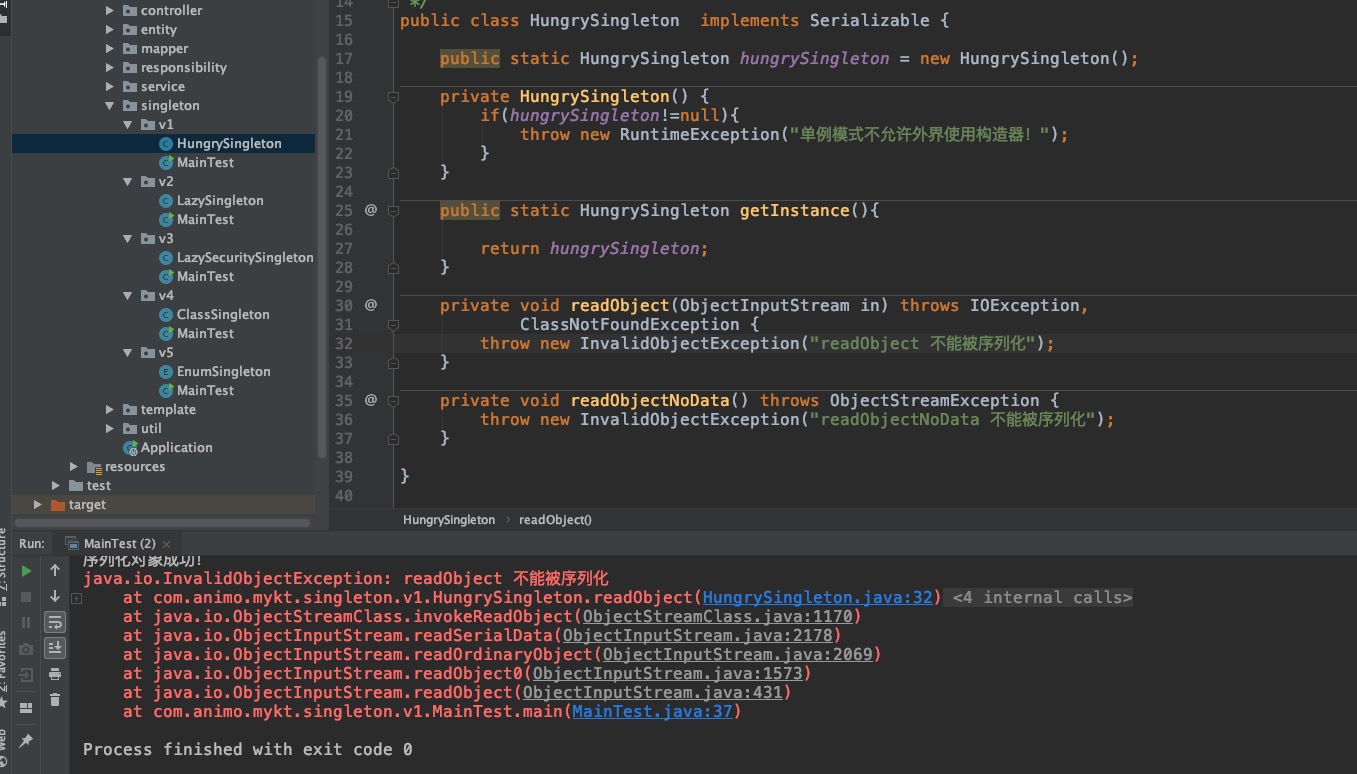 controller
entity
mapper
responsibility
service
singleton
v1
HungrySingleton
MainTest
v2
LazySingleton
MainTest
v3
LazySecuritySingleton
MainTest
v4
ClassSingleton
MainTest
v5
EnumSingleton
MainTest
template
util
Application
resources
test
target
14 */
15 public class HungrySingleton  implements Serializable {
16
17 public static HungrySingleton hungrySingleton = new HungrySingleton();
18
19 private HungrySingleton() {
20 if(hungrySingleton!=null){
21 throw new RuntimeException("单例模式不允许外界使用构造器! ");
22 }
23 }
24
25 @ public static HungrySingleton getInstance(){
26
27 return hungrySingleton;
28 }
29
30 @ private void readObject(ObjectInputStream in) throws IOException,
31 ClassNotFoundException {
32 throw new InvalidObjectException("readObject 不能被序列化");
33 }
34
35 @ private void readObjectNoData() throws ObjectStreamException {
36 throw new InvalidObjectException("readObjectNoData 不能被序列化");
37 }
38
39 }
40
HungrySingleton › readObject()
Run: MainTest (2) ×
序列化对象成功!
java.io.InvalidObjectException: readObject 不能被序列化
at com.animo.mykt.singleton.v1.HungrySingleton.readObject(HungrySingleton.java:32) <4 internal calls>
at java.io.ObjectStreamClass.invokeReadObject(ObjectStreamClass.java:1170)
at java.io.ObjectInputStream.readSerialData(ObjectInputStream.java:2178)
at java.io.ObjectInputStream.readOrdinaryObject(ObjectInputStream.java:2069)
at java.io.ObjectInputStream.readObject0(ObjectInputStream.java:1573)
at java.io.ObjectInputStream.readObject(ObjectInputStream.java:431)
at com.animo.mykt.singleton.v1.MainTest.main(MainTest.java:37)
Process finished with exit code 0
Z: Structure
2: Favorites
Web